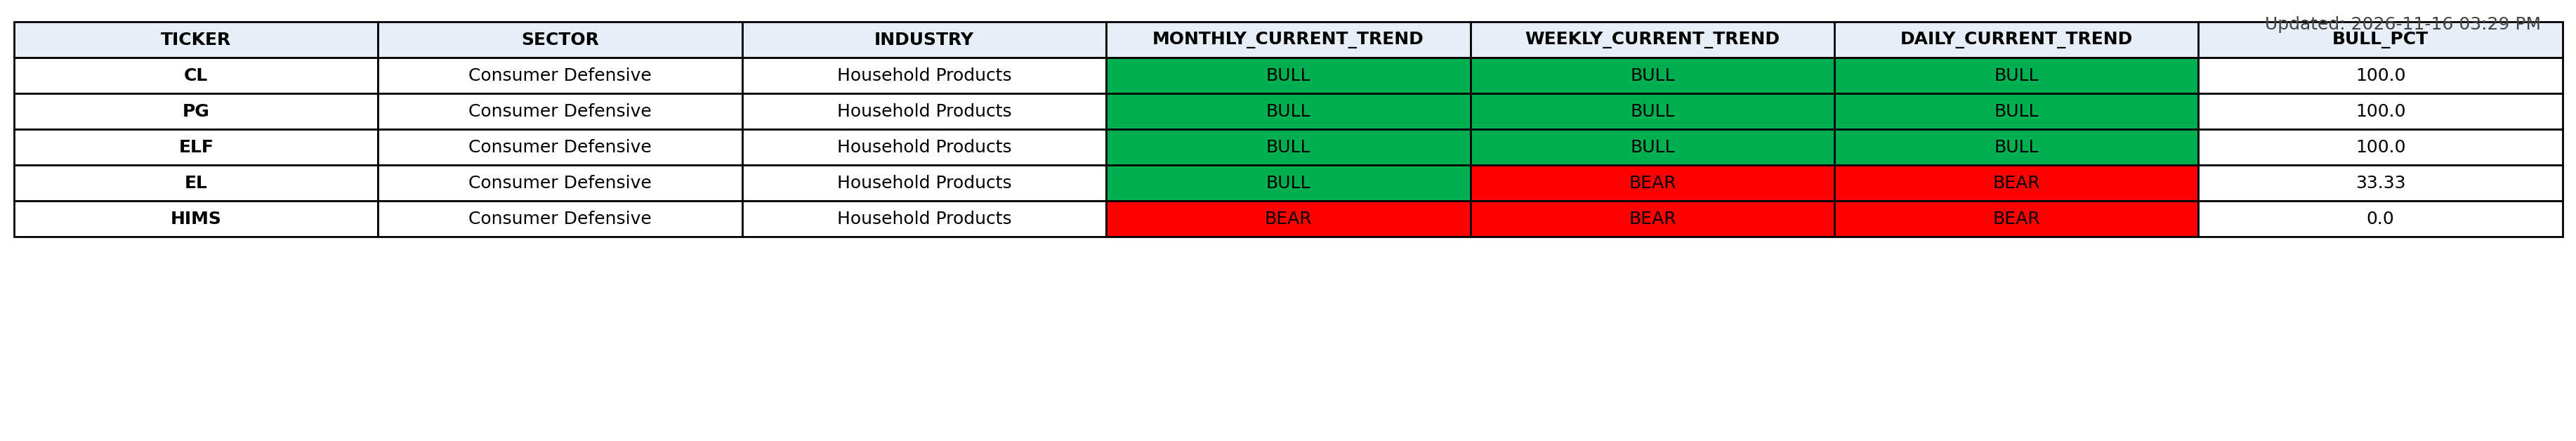 Updated: 2026-11-16 03:29 PM
TICKER SECTOR INDUSTRY MONTHLY_CURRENT_TREND WEEKLY_CURRENT_TREND DAILY_CURRENT_TREND BULL_PCT
CL Consumer Defensive Household Products BULL BULL BULL 100.0
PG Consumer Defensive Household Products BULL BULL BULL 100.0
ELF Consumer Defensive Household Products BULL BULL BULL 100.0
EL Consumer Defensive Household Products BULL BEAR BEAR 33.33
HIMS Consumer Defensive Household Products BEAR BEAR BEAR 0.0